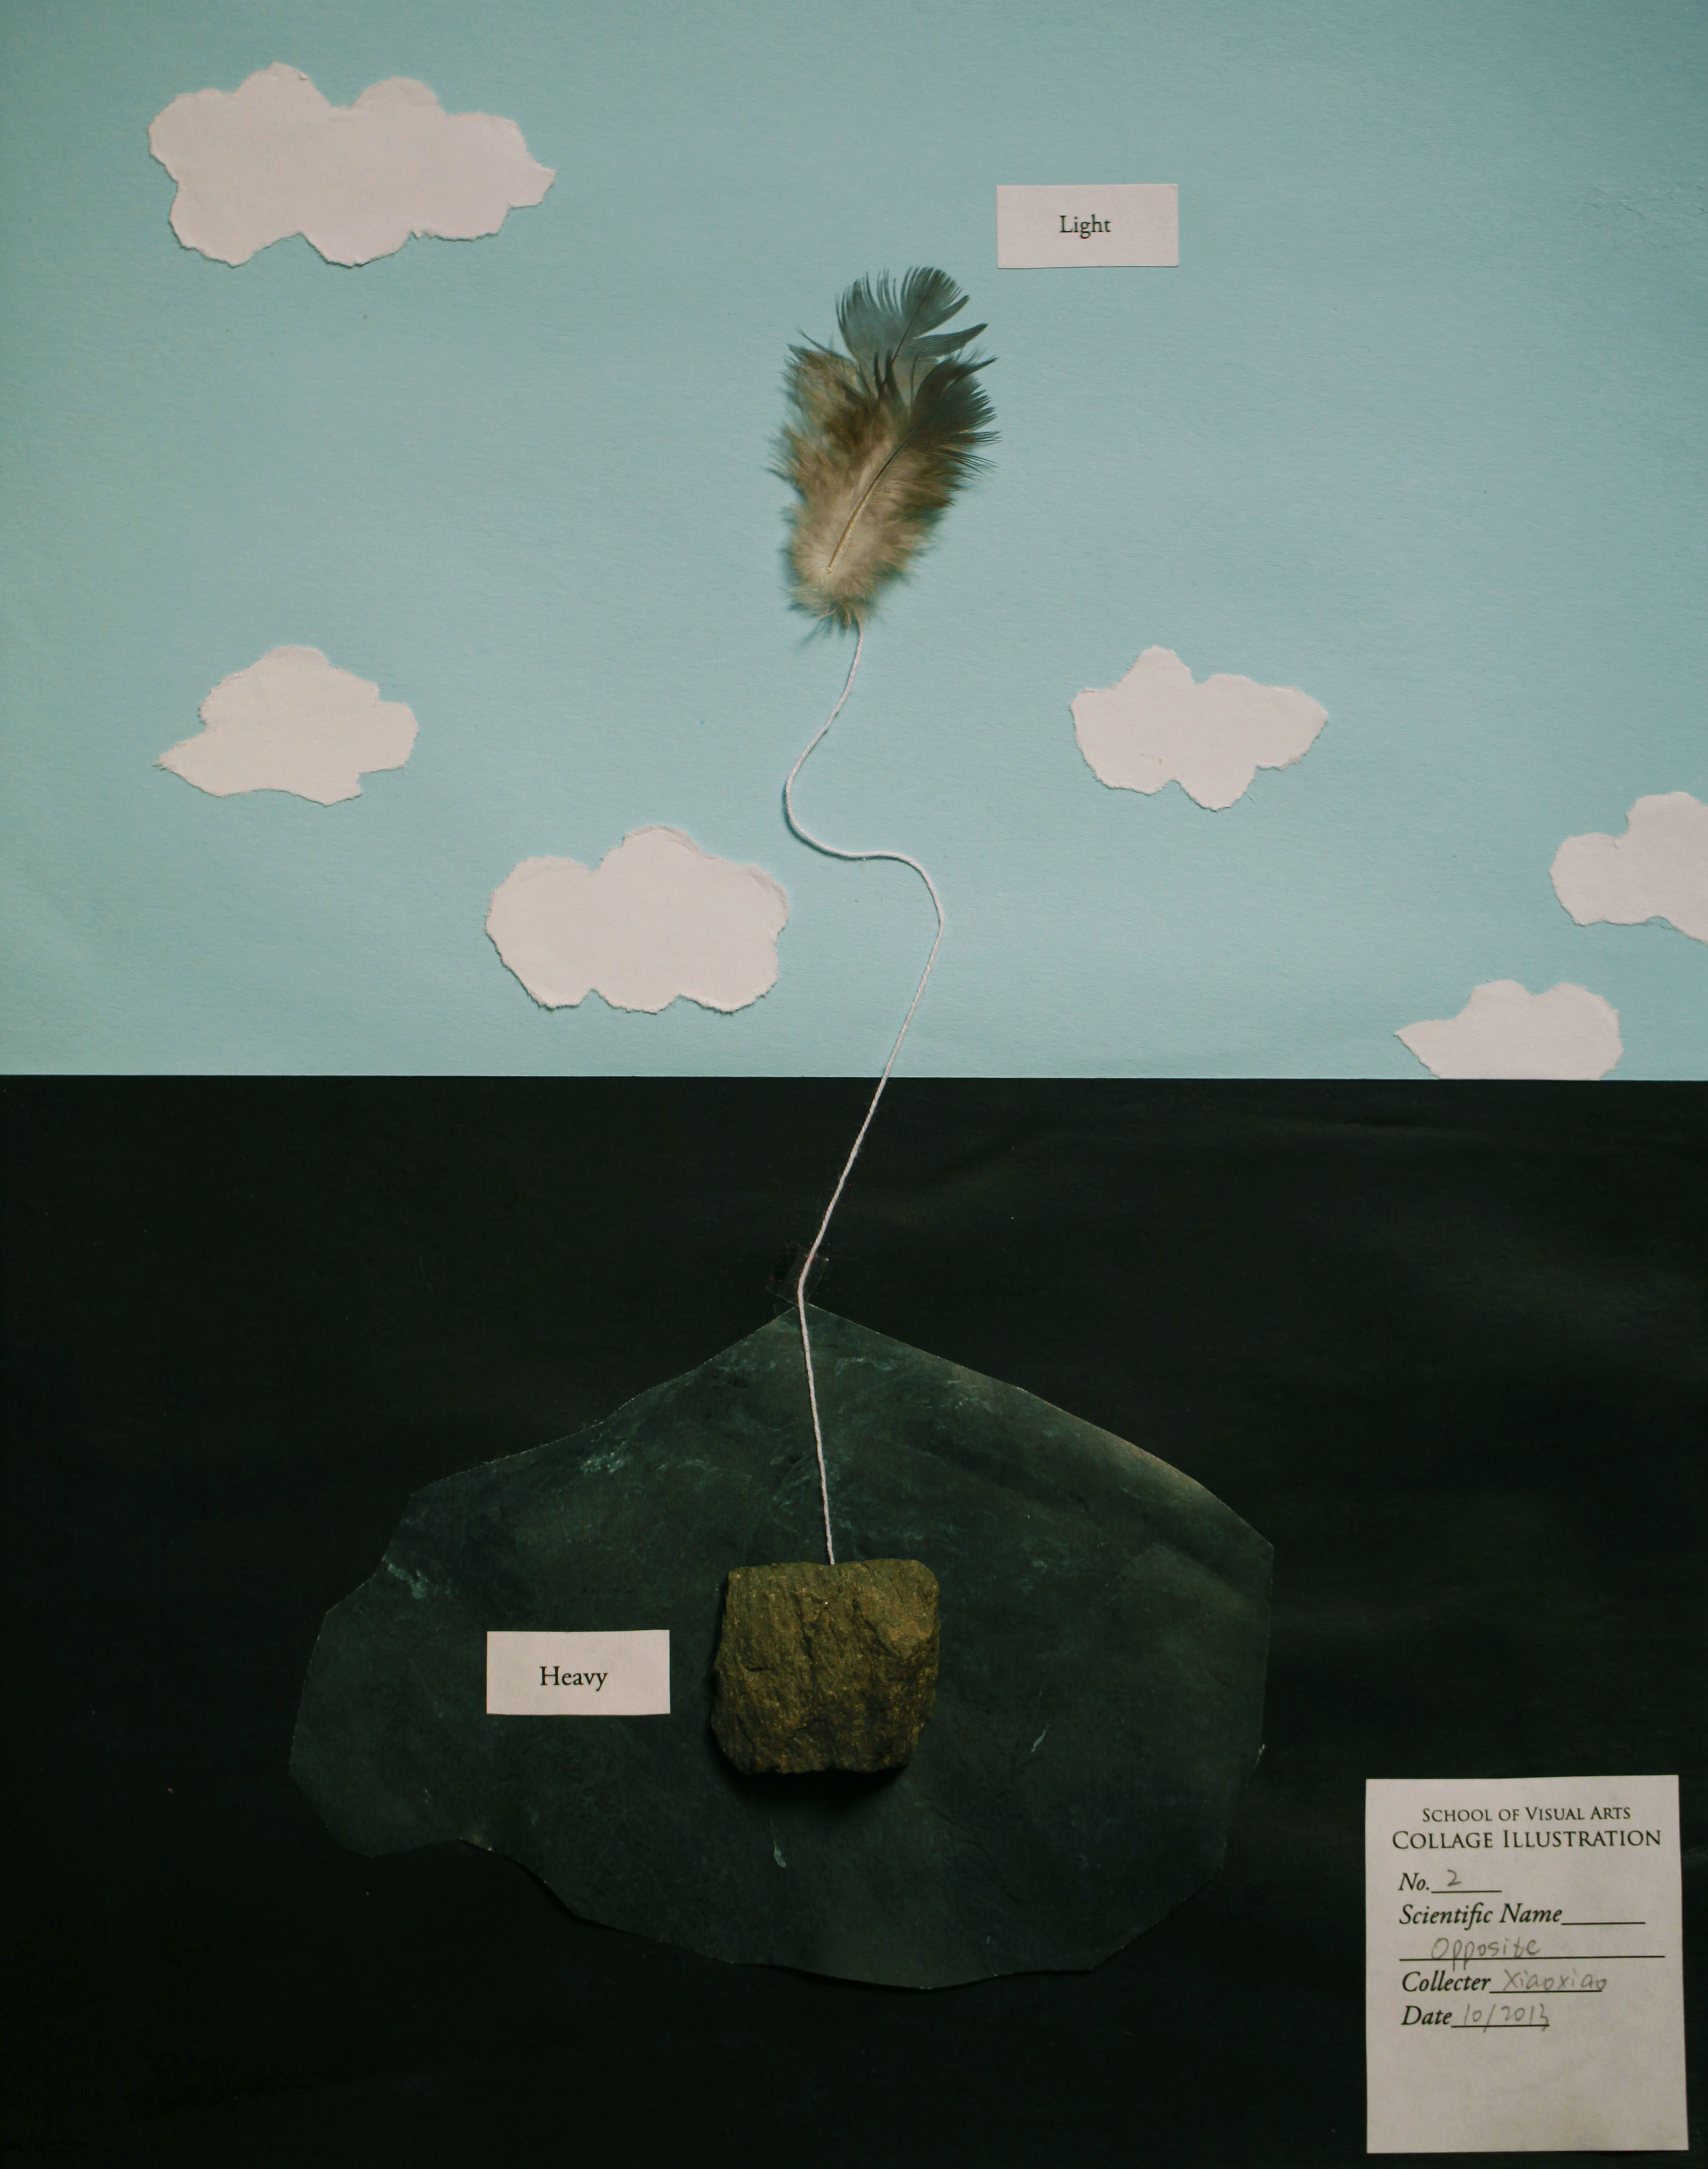 Light
Heavy
SCHOOL OF VISUAL ARTS
COLLAGE ILLUSTRATION
No. 2
Scientific Name
Opposite
Collecter Xiaoxiao
Date 10/2013